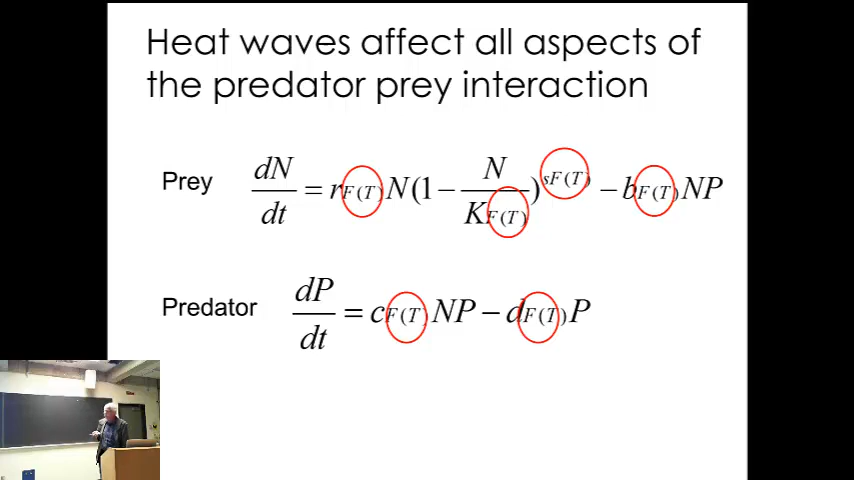 Heat waves affect all aspects of
the predator prey interaction
Prey dN/dt = r_F(T) N(1 − N/K_F(T))^sF(T) − b_F(T) NP
Predator dP/dt = c_F(T) NP − d_F(T) P